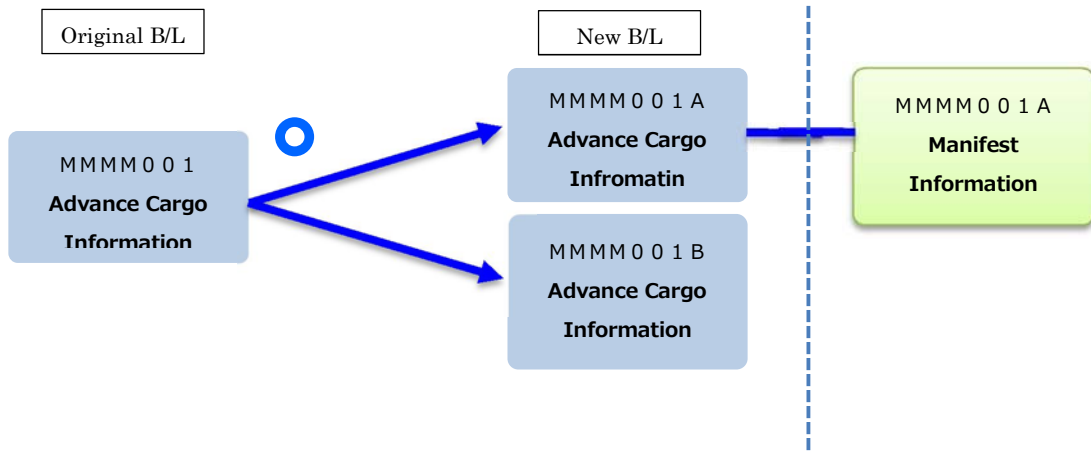 Original B/L
New B/L
ＭＭＭＭ００１
Advance Cargo
Information
ＭＭＭＭ００１Ａ
Advance Cargo
Infromatin
ＭＭＭＭ００１Ｂ
Advance Cargo
Information
ＭＭＭＭ００１Ａ
Manifest
Information